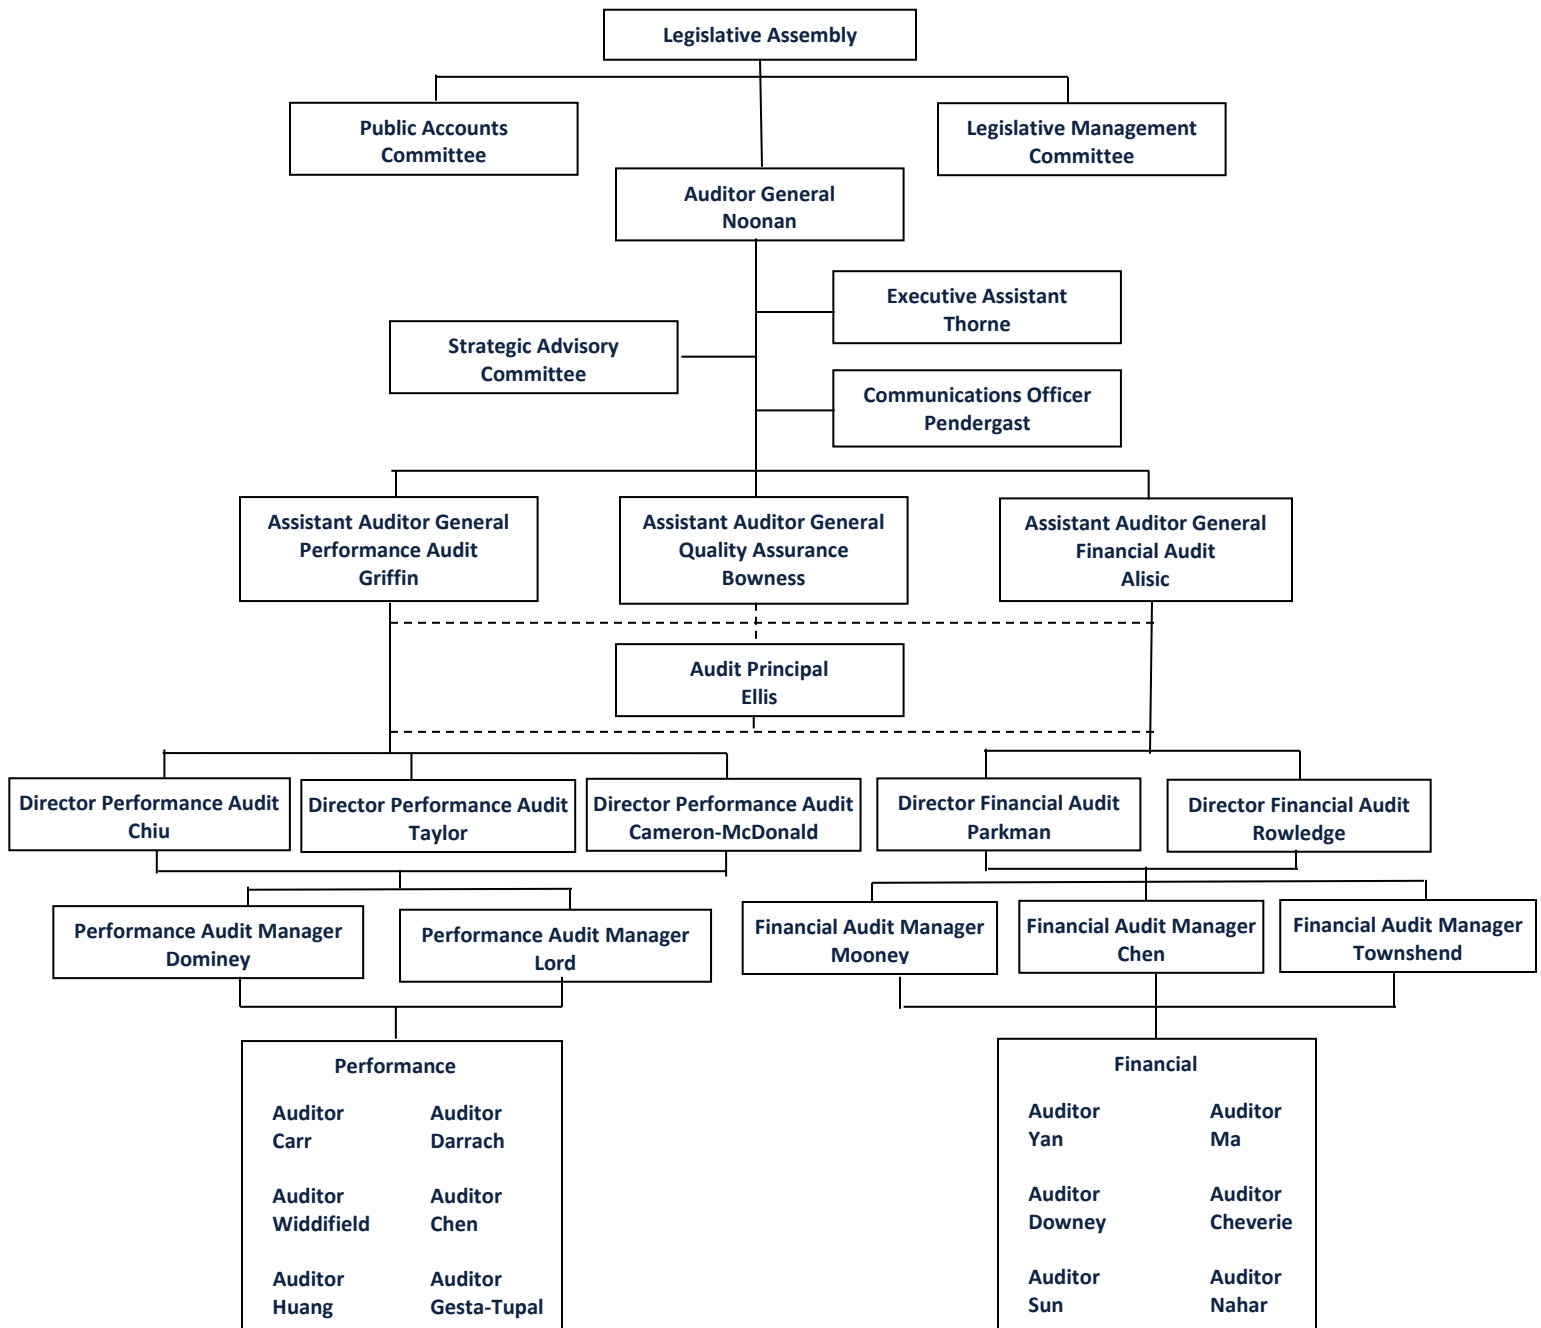 Legislative Assembly
Public Accounts
Committee
Legislative Management
Committee
Auditor General
Noonan
Executive Assistant
Thorne
Strategic Advisory
Committee
Communications Officer
Pendergast
Assistant Auditor General
Performance Audit
Griffin
Assistant Auditor General
Quality Assurance
Bowness
Assistant Auditor General
Financial Audit
Alisic
Audit Principal
Ellis
Director Performance Audit
Chiu
Director Performance Audit
Taylor
Director Performance Audit
Cameron-McDonald
Director Financial Audit
Parkman
Director Financial Audit
Rowledge
Performance Audit Manager
Dominey
Performance Audit Manager
Lord
Financial Audit Manager
Mooney
Financial Audit Manager
Chen
Financial Audit Manager
Townshend
Performance
Auditor Auditor
Carr Darrach
Auditor Auditor
Widdifield Chen
Auditor Auditor
Huang Gesta-Tupal
Financial
Auditor Auditor
Yan Ma
Auditor Auditor
Downey Cheverie
Auditor Auditor
Sun Nahar